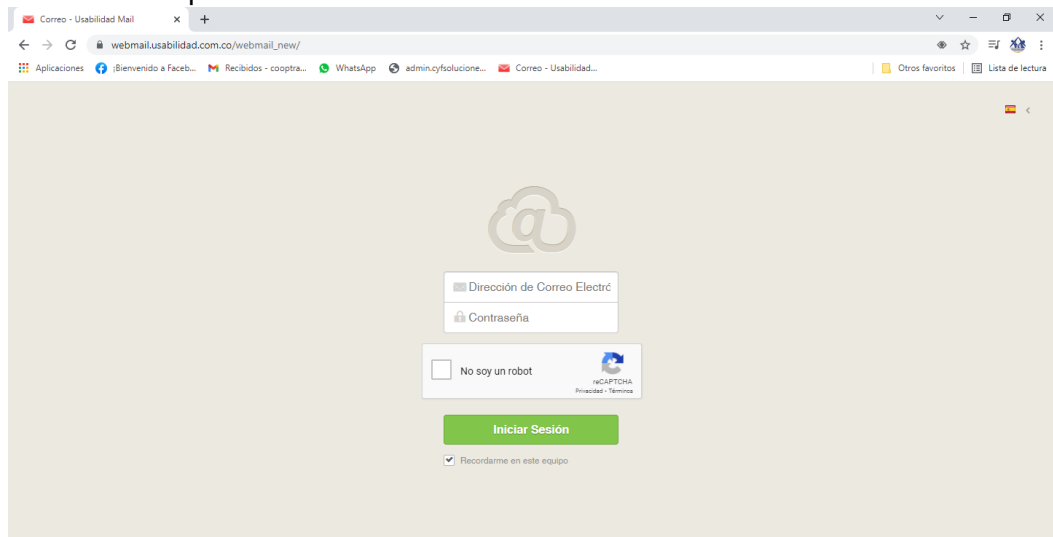 Correo - Usabilidad Mail
webmail.usabilidad.com.co/webmail_new/
Aplicaciones ¡Bienvenido a Faceb... Recibidos - cooptra... WhatsApp admin.cyfsolucione... Correo - Usabilidad... Otros favoritos Lista de lectura
@
Dirección de Correo Electró
Contraseña
No soy un robot
reCAPTCHA
Privacidad - Términos
Iniciar Sesión
Recordarme en este equipo